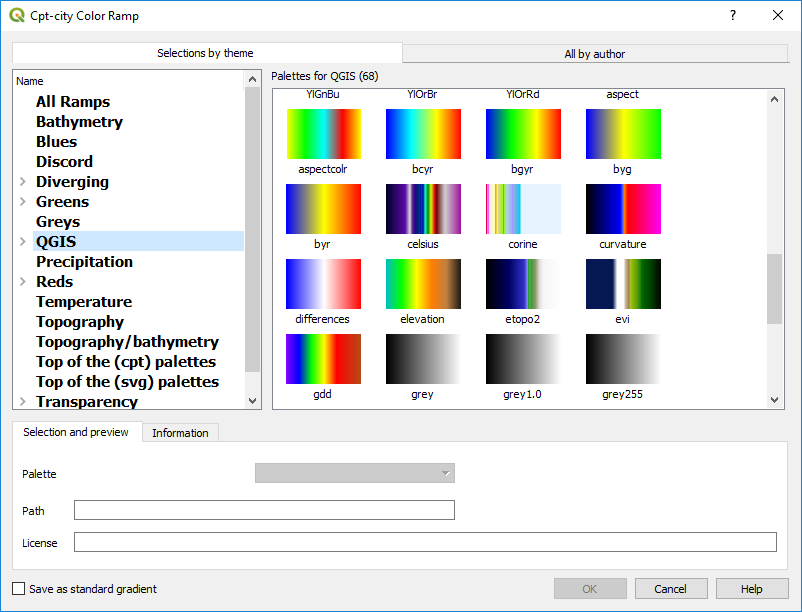 Cpt-city Color Ramp
?
Selections by theme
All by author
Name
All Ramps
Bathymetry
Blues
Discord
Diverging
Greens
Greys
QGIS
Precipitation
Reds
Temperature
Topography
Topography/bathymetry
Top of the (cpt) palettes
Top of the (svg) palettes
Transparency
Palettes for QGIS (68)
YlGnBu YlOrBr YlOrRd aspect
aspectcolr bcyr bgyr byg
byr celsius corine curvature
differences elevation etopo2 evi
gdd grey grey1.0 grey255
Selection and preview
Information
Palette
Path
License
Save as standard gradient
OK
Cancel
Help